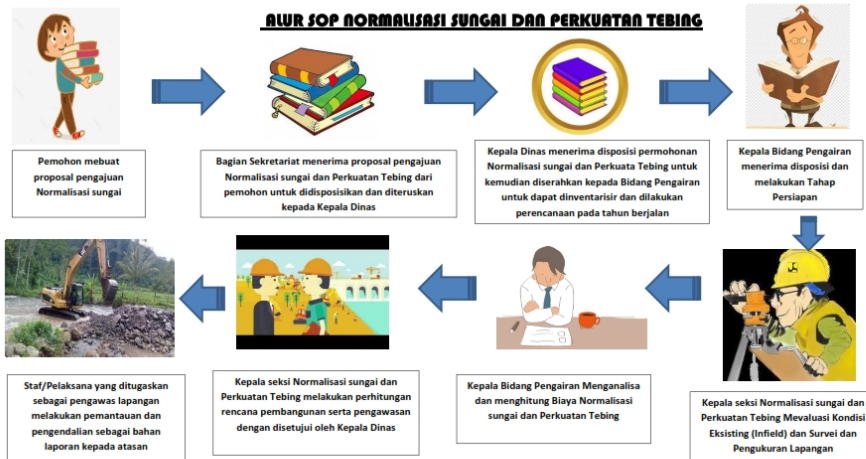 ALUR SOP NORMALISASI SUNGAI DAN PERKUATAN TEBING
Pemohon mebuat
proposal pengajuan
Normalisasi sungai
Bagian Sekretariat menerima proposal pengajuan
Normalisasi sungai dan Perkuatan Tebing dari
pemohon untuk didisposisikan dan diteruskan
kepada Kepala Dinas
Kepala Dinas menerima disposisi permohonan
Normalisasi sungai dan Perkuata Tebing untuk
kemudian diserahkan kepada Bidang Pengairan
untuk dapat dinventarisir dan dilakukan
perencanaan pada tahun berjalan
Kepala Bidang Pengairan
menerima disposisi dan
melakukan Tahap
Persiapan
Kepala seksi Normalisasi sungai dan
Perkuatan Tebing Mevaluasi Kondisi
Eksisting (Infield) dan Survei dan
Pengukuran Lapangan
Kepala Bidang Pengairan Menganalisa
dan menghitung Biaya Normalisasi
sungai dan Perkuatan Tebing
Kepala seksi Normalisasi sungai dan
Perkuatan Tebing melakukan perhitungan
rencana pembangunan serta pengawasan
dengan disetujui oleh Kepala Dinas
Staf/Pelaksana yang ditugaskan
sebagai pengawas lapangan
melakukan pemantauan dan
pengendalian sebagai bahan
laporan kepada atasan